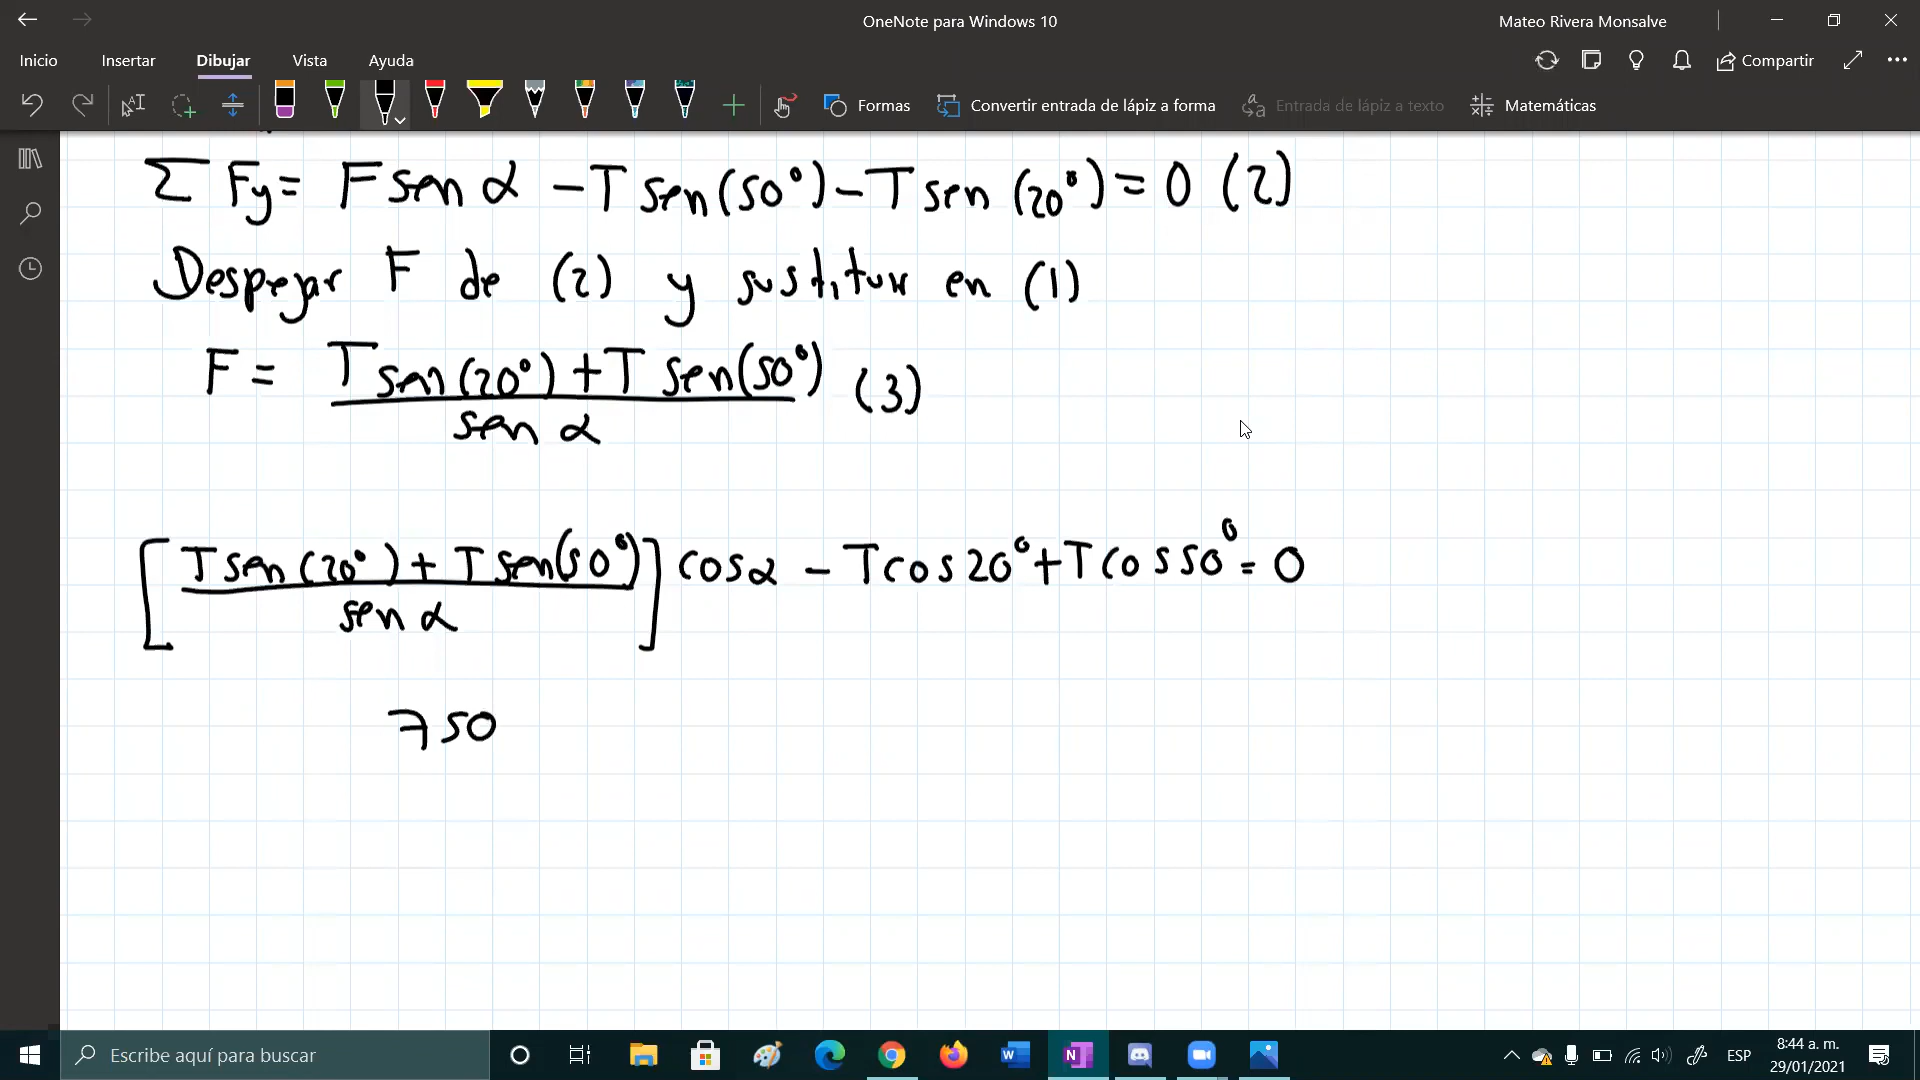 OneNote para Windows 10
Mateo Rivera Monsalve
Inicio Insertar Dibujar Vista Ayuda
Compartir
Formas Convertir entrada de lápiz a forma Entrada de lápiz a texto Matemáticas
Σ Fy = F sen α - T sen(50°) - T sen (20°) = 0 (2)
Despejar F de (2) y sustituir en (1)
F = T sen(20°) + T sen(50°) (3)
sen α
[T sen(20°) + T sen(50°)] cos α - T cos 20° + T cos 50° = 0
sen α
750
Escribe aquí para buscar
ESP
8:44 a. m.
29/01/2021